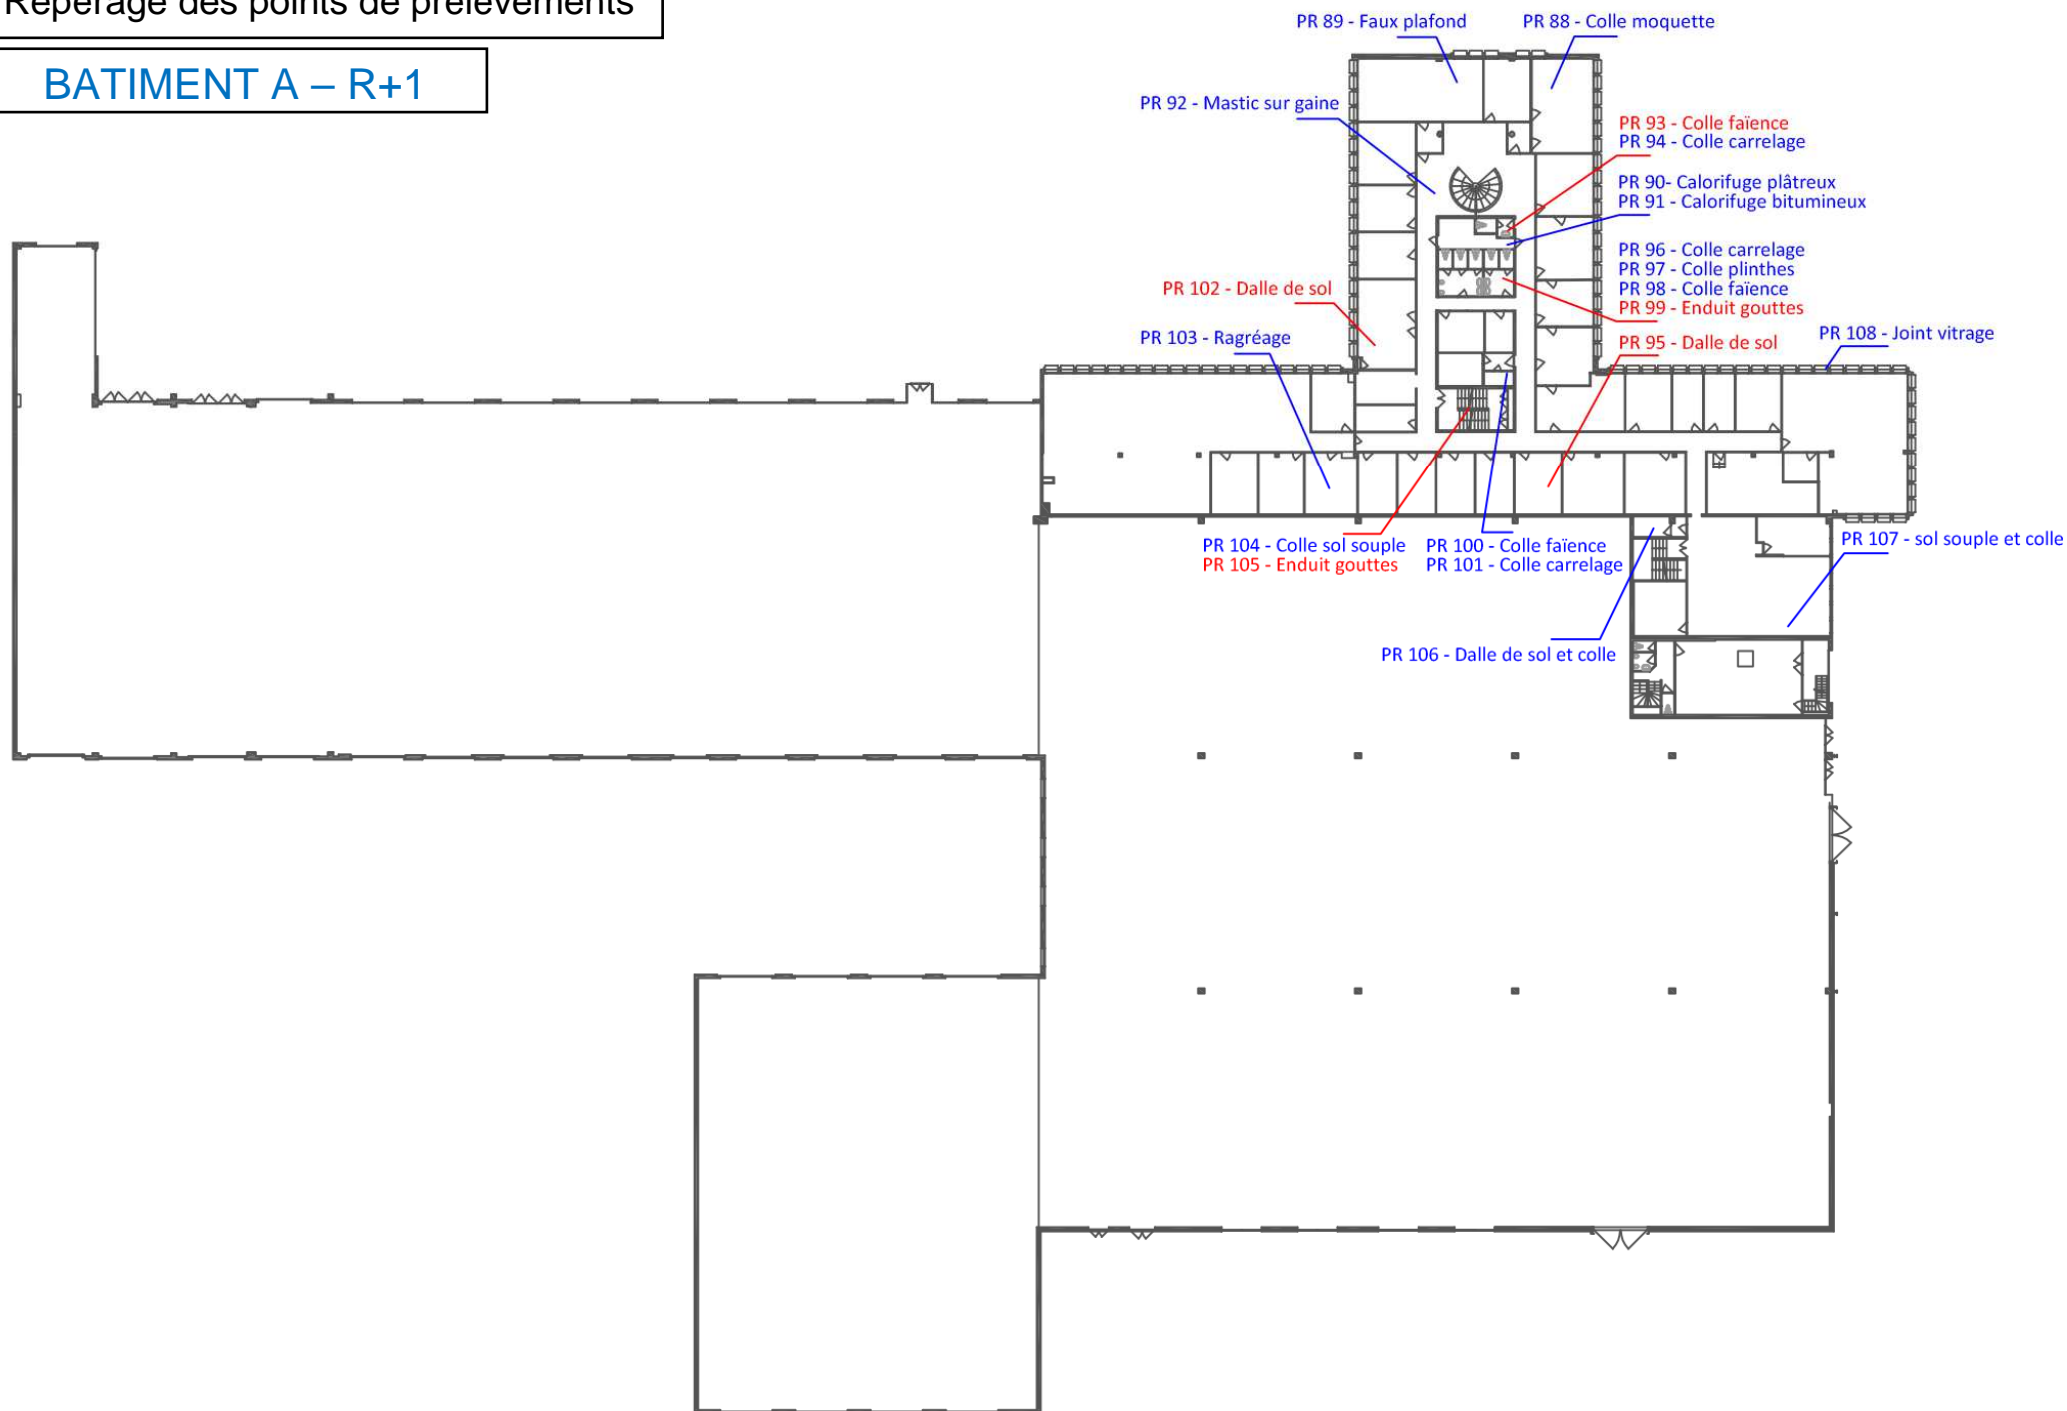 Repérage des points de prélèvements
BATIMENT A – R+1
PR 89 - Faux plafond
PR 88 - Colle moquette
PR 92 - Mastic sur gaine
PR 93 - Colle faïence
PR 94 - Colle carrelage
PR 90- Calorifuge plâtreux
PR 91 - Calorifuge bitumineux
PR 96 - Colle carrelage
PR 97 - Colle plinthes
PR 98 - Colle faïence
PR 99 - Enduit gouttes
PR 102 - Dalle de sol
PR 103 - Ragréage
PR 95 - Dalle de sol
PR 108 - Joint vitrage
PR 104 - Colle sol souple
PR 105 - Enduit gouttes
PR 100 - Colle faïence
PR 101 - Colle carrelage
PR 107 - sol souple et colle
PR 106 - Dalle de sol et colle